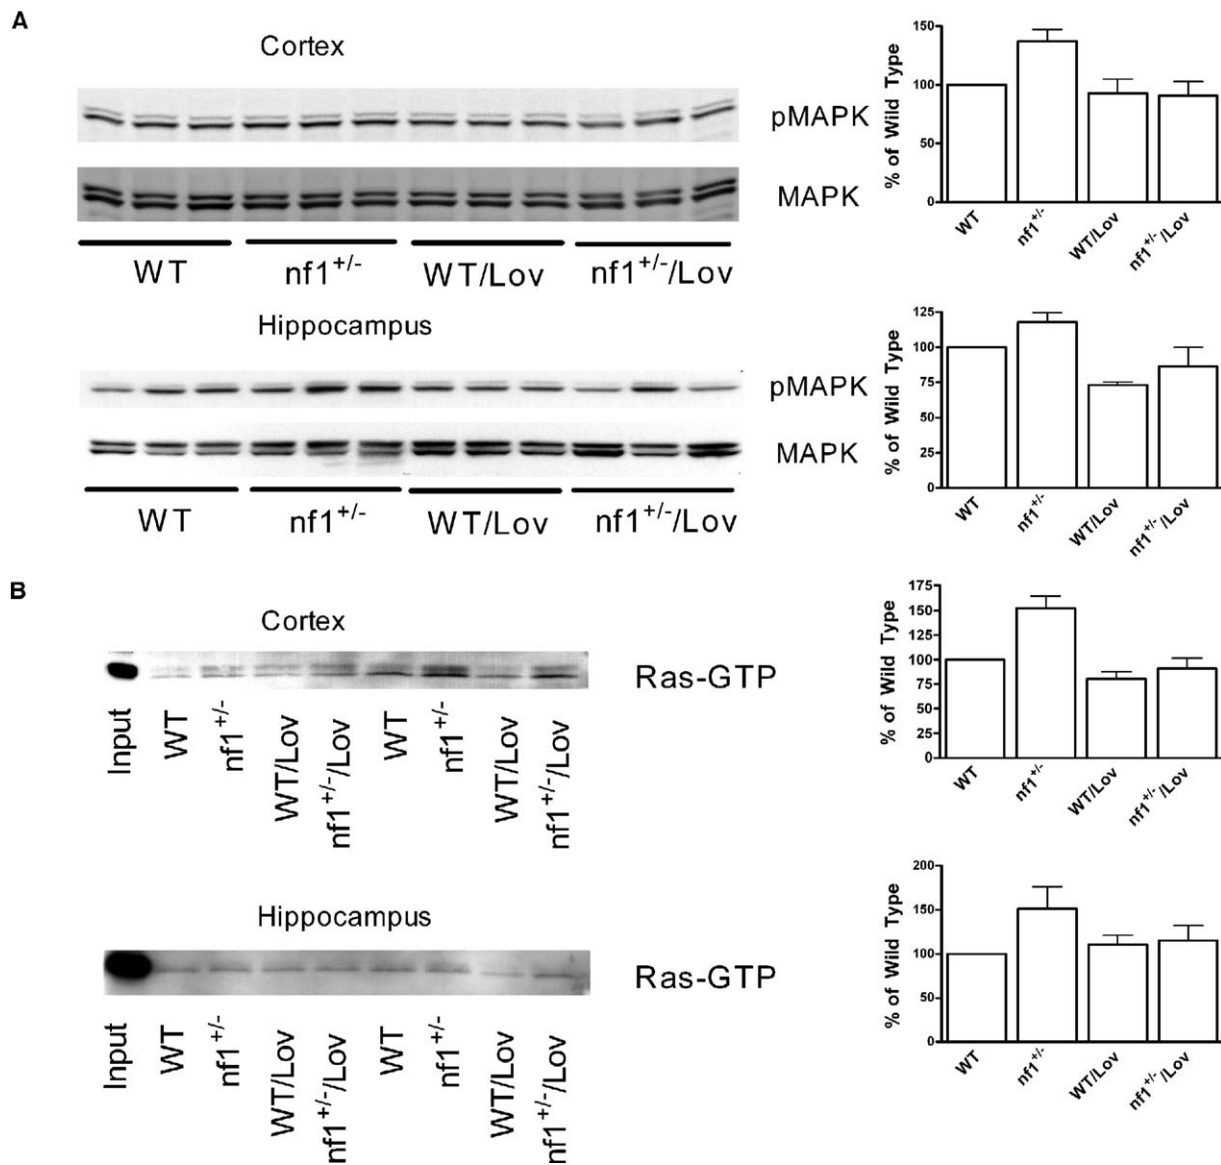 A
Cortex
pMAPK
MAPK
WT nf1+/- WT/Lov nf1+/-/Lov
150
100
50
0
% of Wild Type
WT nf1+/- WT/Lov nf1+/-/Lov
Hippocampus
pMAPK
MAPK
WT nf1+/- WT/Lov nf1+/-/Lov
125
100
75
50
25
0
% of Wild Type
WT nf1+/- WT/Lov nf1+/-/Lov
B
Cortex
Ras-GTP
Input WT nf1+/- WT/Lov nf1+/-/Lov WT nf1+/- WT/Lov nf1+/-/Lov
175
150
125
100
75
50
25
0
% of Wild Type
WT nf1+/- WT/Lov nf1+/-/Lov
Hippocampus
Ras-GTP
Input WT nf1+/- WT/Lov nf1+/-/Lov WT nf1+/- WT/Lov nf1+/-/Lov
200
150
100
50
0
% of Wild Type
WT nf1+/- WT/Lov nf1+/-/Lov